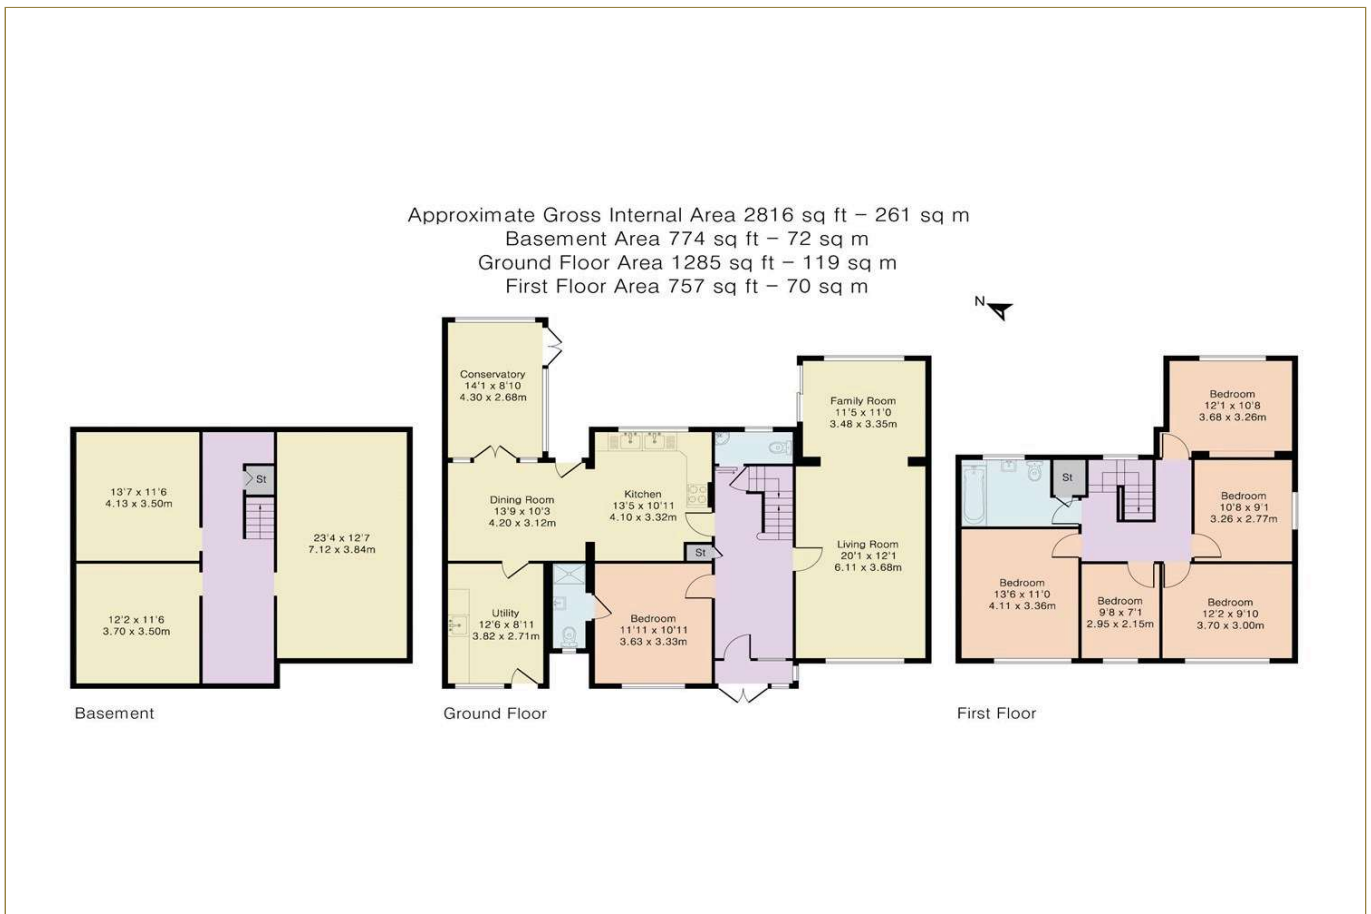 Approximate Gross Internal Area 2816 sq ft – 261 sq m
Basement Area 774 sq ft – 72 sq m
Ground Floor Area 1285 sq ft – 119 sq m
First Floor Area 757 sq ft – 70 sq m
N
13'7 x 11'6
4.13 x 3.50m
St
23'4 x 12'7
7.12 x 3.84m
12'2 x 11'6
3.70 x 3.50m
Basement
Conservatory
14'1 x 8'10
4.30 x 2.68m
Family Room
11'5 x 11'0
3.48 x 3.35m
Dining Room
13'9 x 10'3
4.20 x 3.12m
Kitchen
13'5 x 10'11
4.10 x 3.32m
St
Living Room
20'1 x 12'1
6.11 x 3.68m
Utility
12'6 x 8'11
3.82 x 2.71m
Bedroom
11'11 x 10'11
3.63 x 3.33m
Ground Floor
Bedroom
12'1 x 10'8
3.68 x 3.26m
St
Bedroom
10'8 x 9'1
3.26 x 2.77m
Bedroom
13'6 x 11'0
4.11 x 3.36m
Bedroom
9'8 x 7'1
2.95 x 2.15m
Bedroom
12'2 x 9'10
3.70 x 3.00m
First Floor